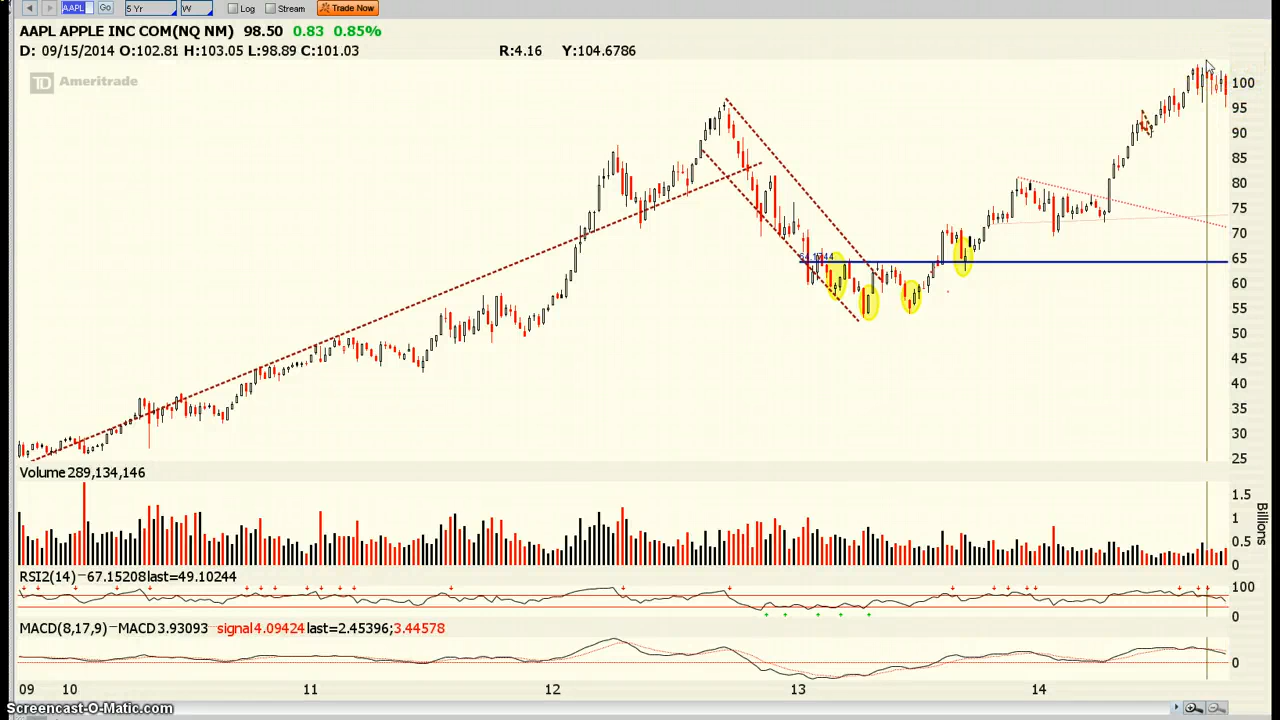 AAPL Go 5 Yr W Log Stream Trade Now
AAPL APPLE INC COM(NQ NM) 98.50 0.83 0.85%
D: 09/15/2014 O:102.81 H:103.05 L:98.89 C:101.03 R:4.16 Y:104.6786
TD Ameritrade
100
95
90
85
80
75
70
65
60
55
50
45
40
35
30
25
Volume 289,134,146
1.5
1
0.5
0
Billions
RSI2(14) 67.15208 last=49.10244
100
0
MACD(8,17,9) MACD 3.93093 signal 4.09424 last=2.45396;3.44578
0
09 10 11 12 13 14
Screencast-O-Matic.com